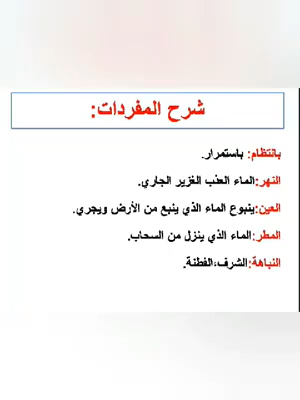 شرح المفردات:
بانتظام: باستمرار.
النهر:الماء العذب الغزير الجاري.
العين:ينبوع الماء الذي ينبع من الأرض ويجري.
المطر:الماء الذي ينزل من السحاب.
النباهة:الشرف،الفطنة.